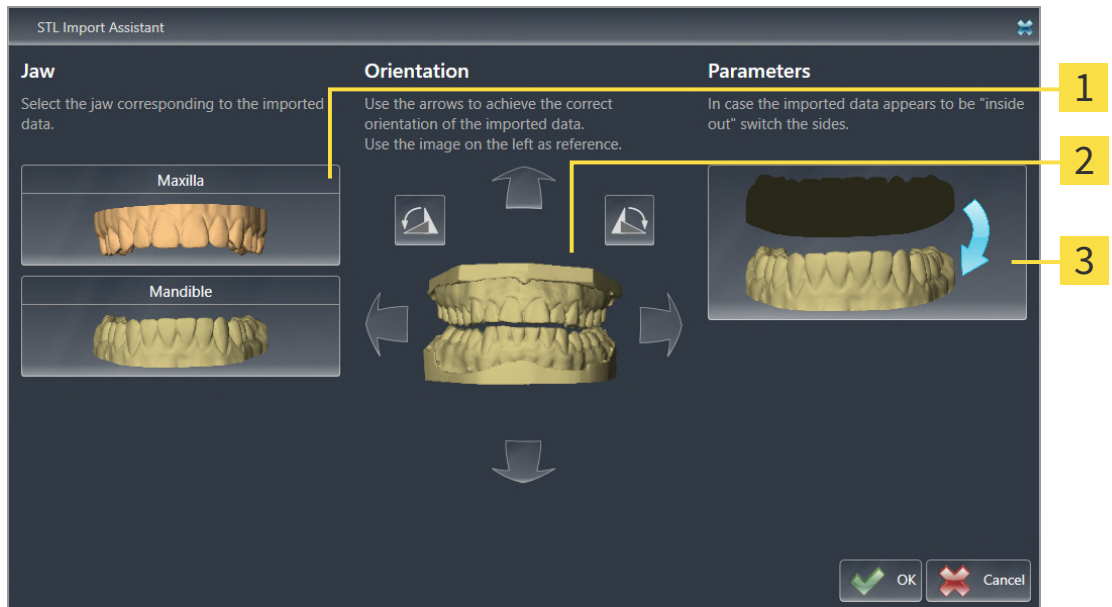 STL Import Assistant
Jaw
Select the jaw corresponding to the imported
data.
Maxilla
Mandible
Orientation
Use the arrows to achieve the correct
orientation of the imported data.
Use the image on the left as reference.
Parameters
In case the imported data appears to be "inside
out" switch the sides.
1
2
3
OK
Cancel